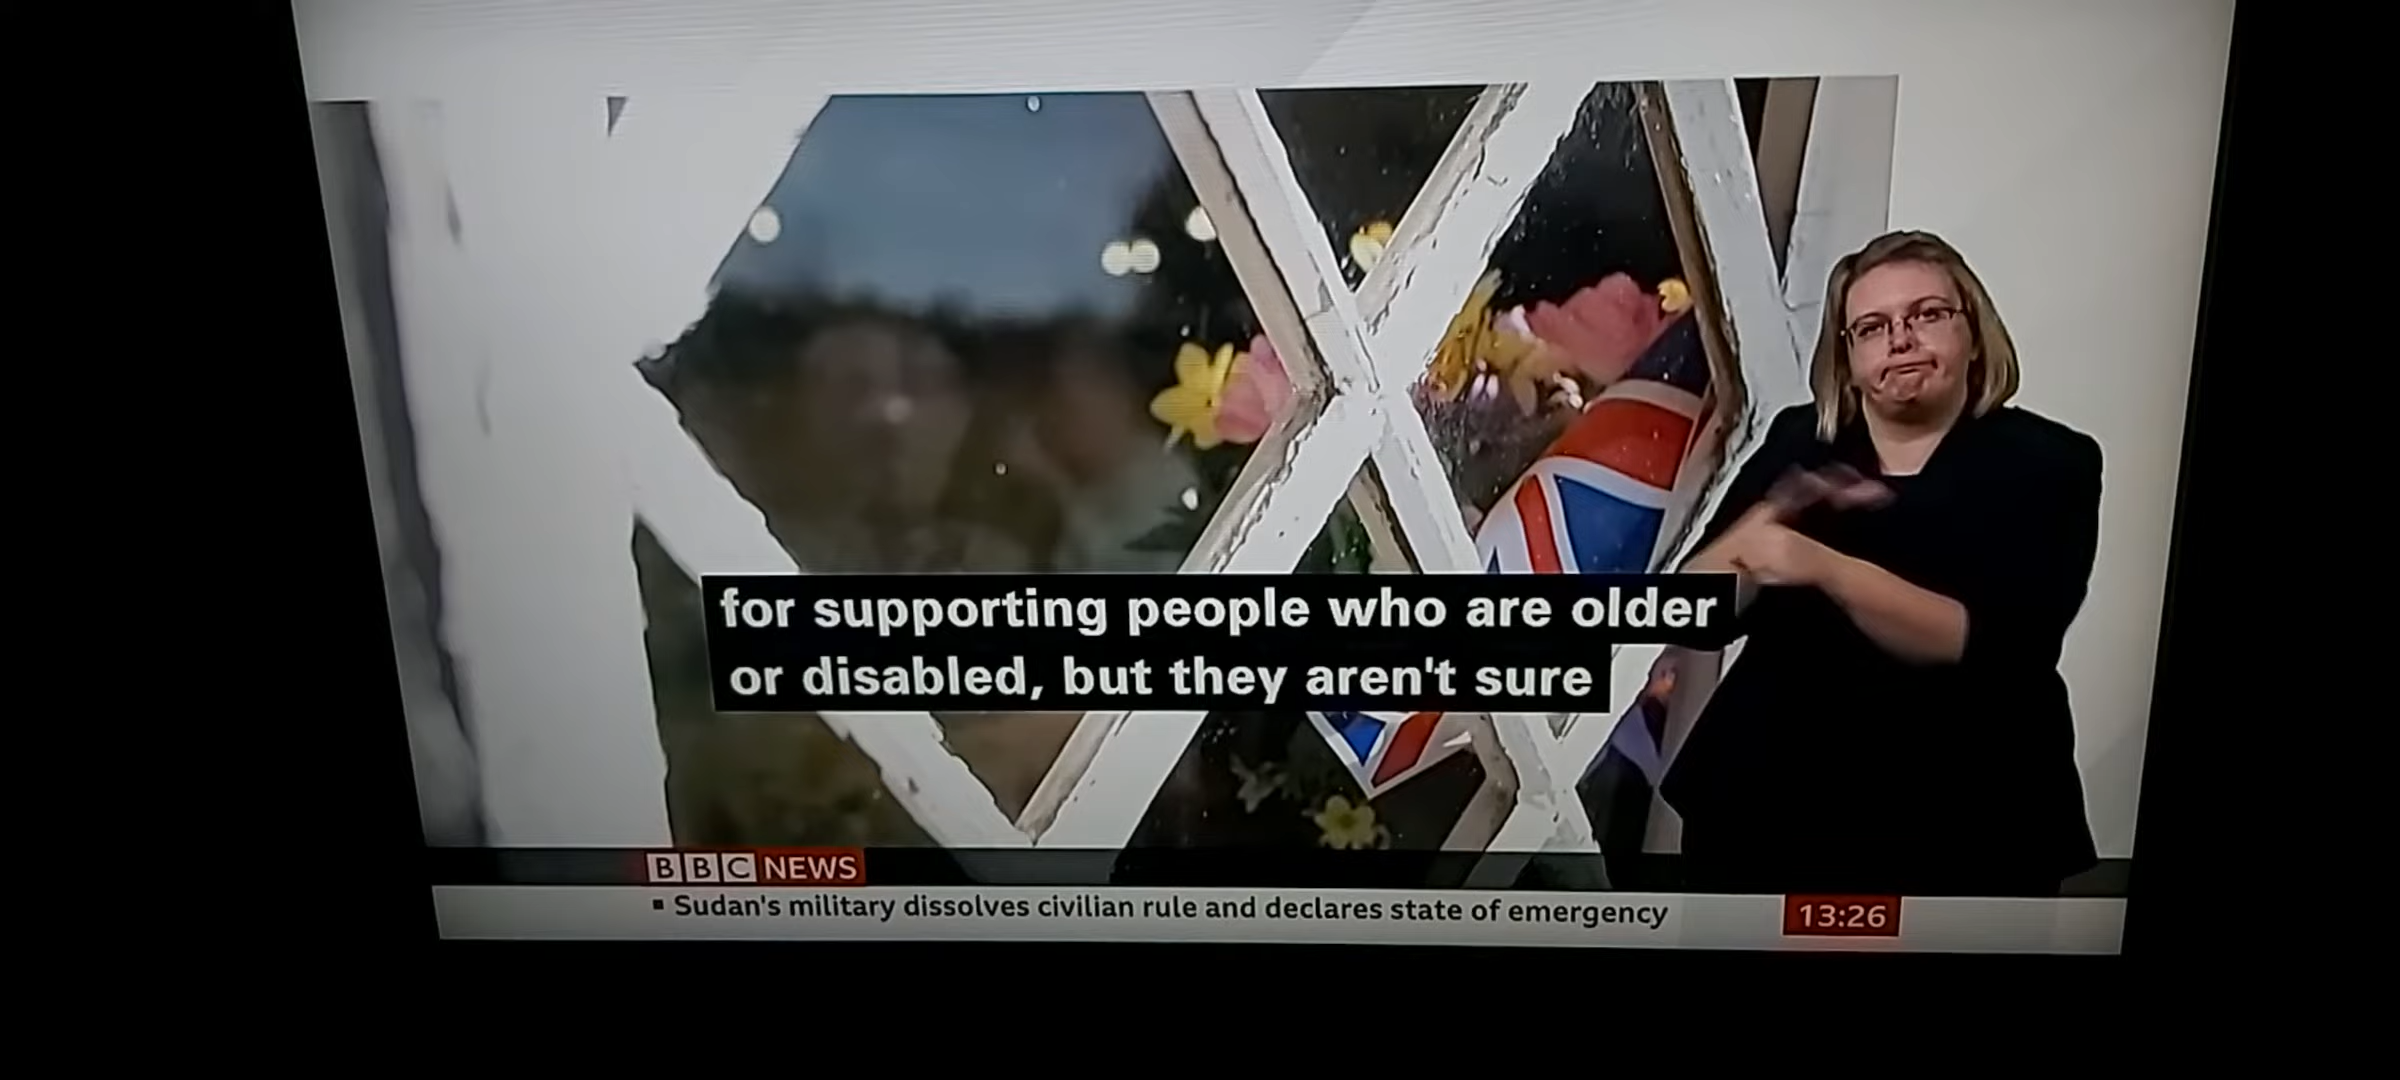 for supporting people who are older
or disabled, but they aren't sure
BBC NEWS
▪ Sudan's military dissolves civilian rule and declares state of emergency
13:26